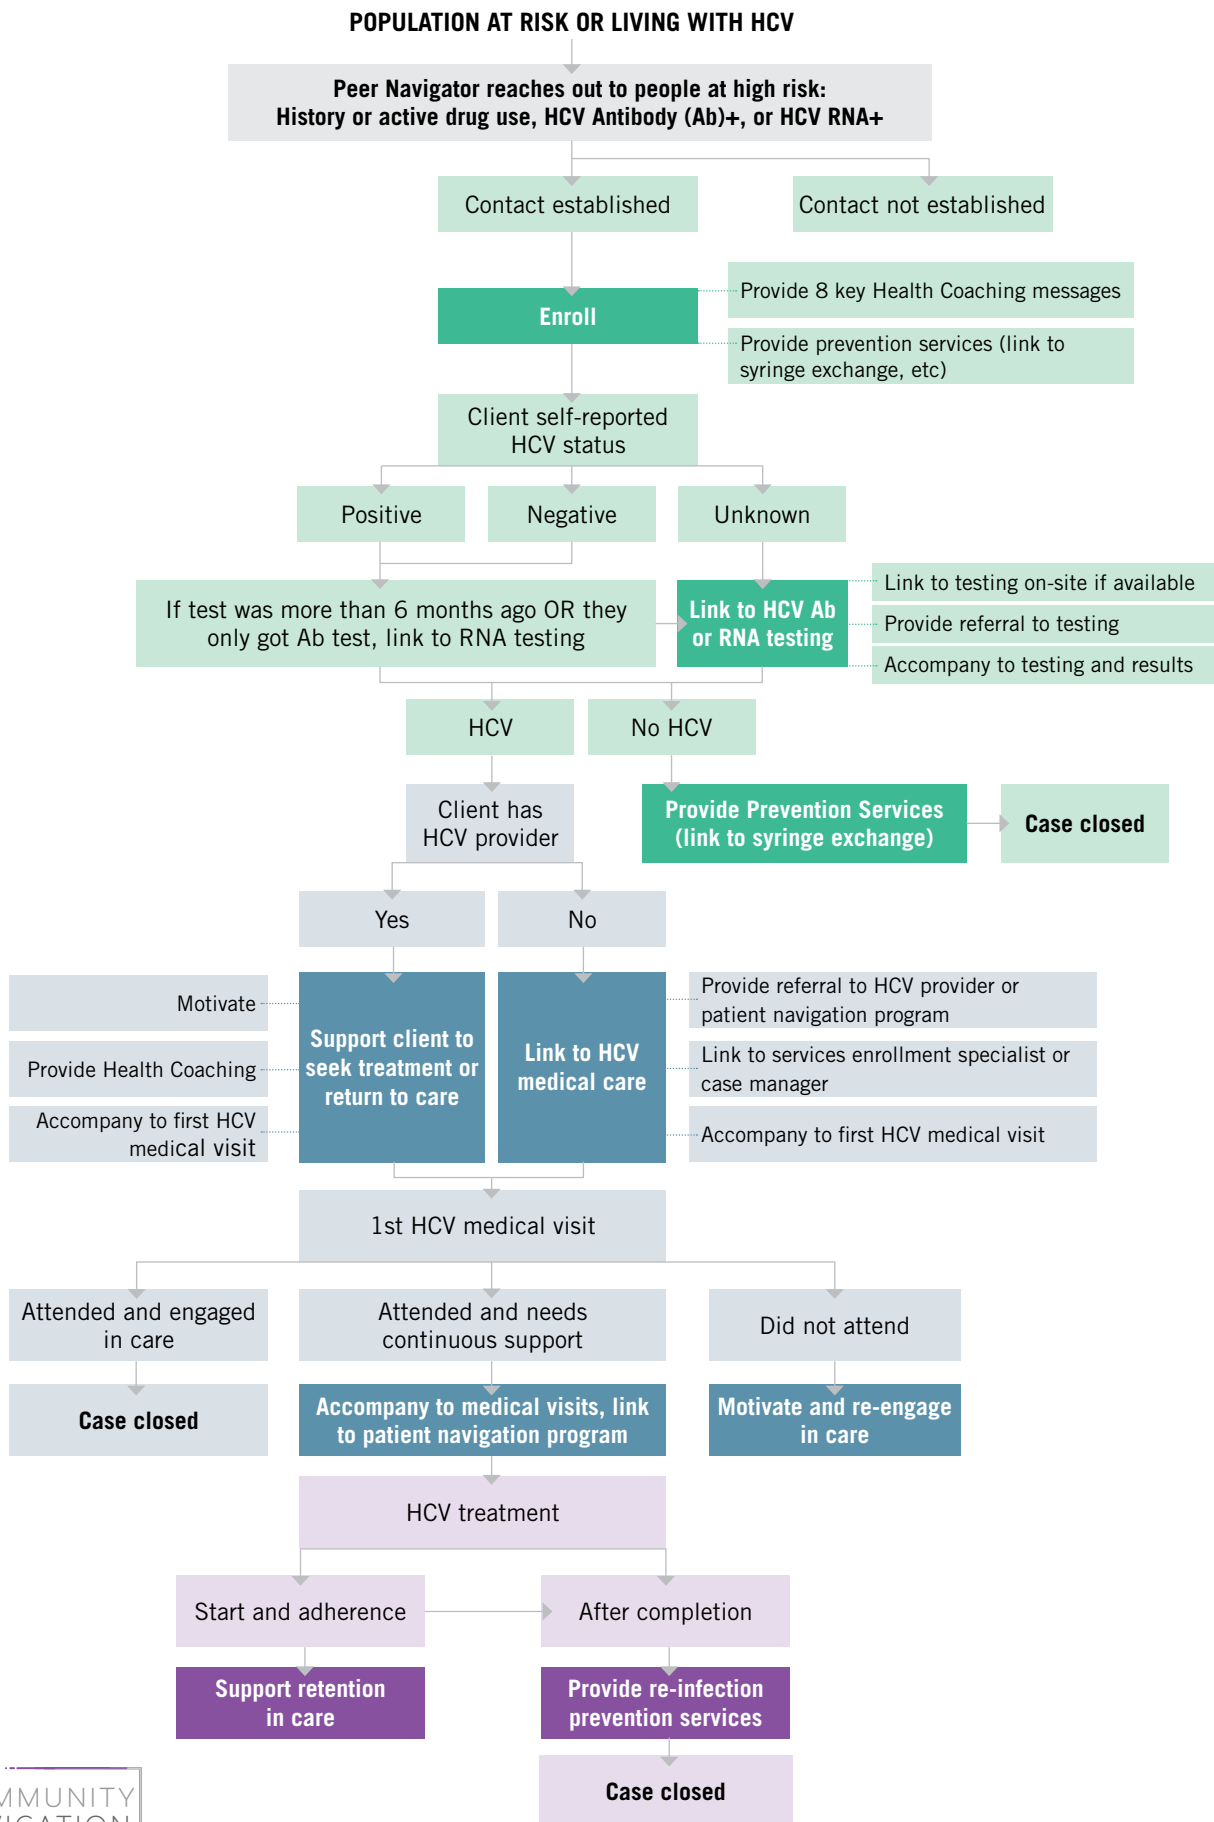 POPULATION AT RISK OR LIVING WITH HCV
Peer Navigator reaches out to people at high risk:
History or active drug use, HCV Antibody (Ab)+, or HCV RNA+
Contact established
Contact not established
Enroll
Provide 8 key Health Coaching messages
Provide prevention services (link to
syringe exchange, etc)
Client self-reported
HCV status
Positive
Negative
Unknown
If test was more than 6 months ago OR they
only got Ab test, link to RNA testing
Link to HCV Ab
or RNA testing
Link to testing on-site if available
Provide referral to testing
Accompany to testing and results
HCV
No HCV
Client has
HCV provider
Provide Prevention Services
(link to syringe exchange)
Case closed
Yes
No
Motivate
Provide Health Coaching
Accompany to first HCV
medical visit
Support client to
seek treatment or
return to care
Link to HCV
medical care
Provide referral to HCV provider or
patient navigation program
Link to services enrollment specialist or
case manager
Accompany to first HCV medical visit
1st HCV medical visit
Attended and engaged
in care
Attended and needs
continuous support
Did not attend
Case closed
Accompany to medical visits, link
to patient navigation program
Motivate and re-engage
in care
HCV treatment
Start and adherence
After completion
Support retention
in care
Provide re-infection
prevention services
Case closed